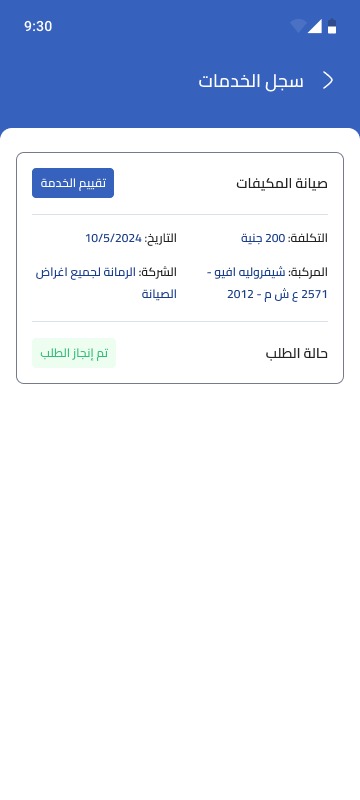 9:30
سجل الخدمات
صيانة المكيفات
تقييم الخدمة
التكلفة: 200 جنية
التاريخ: 10/5/2024
المركبة: شيفروليه افيو -
2571 ع ش م - 2012
الشركة: الرمانة لجميع اغراض
الصيانة
حالة الطلب
تم إنجاز الطلب